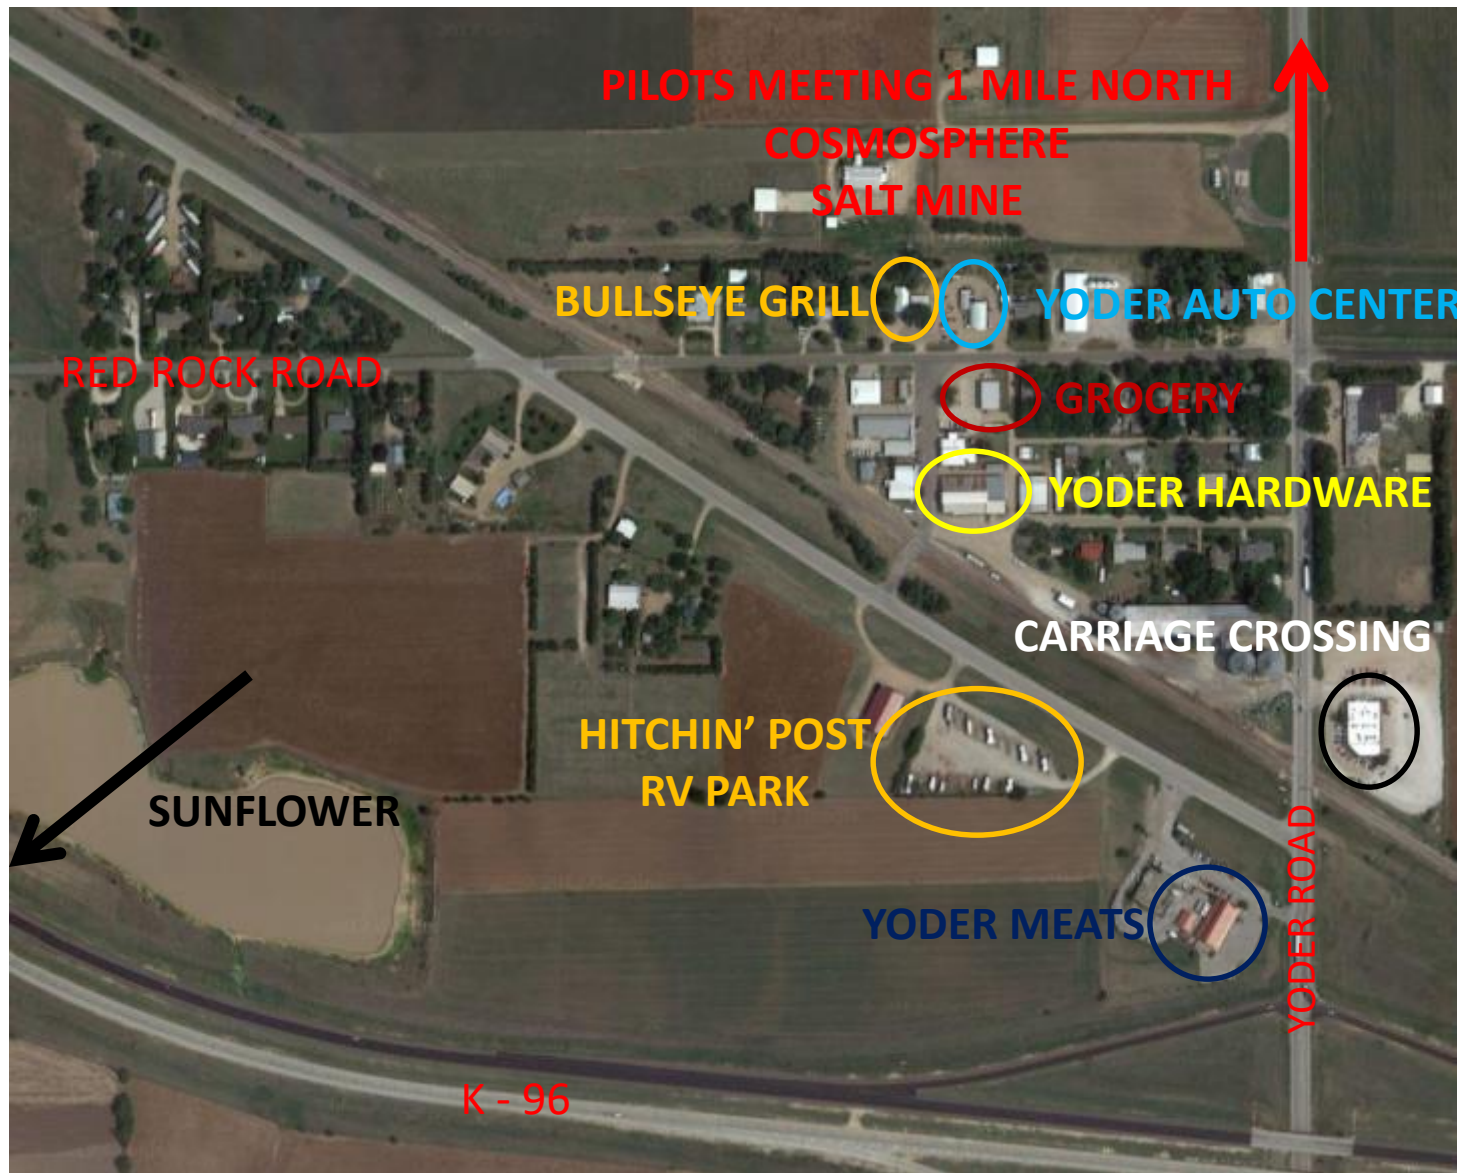 PILOTS MEETING 1 MILE NORTH
COSMOSPHERE
SALT MINE
BULLSEYE GRILL
YODER AUTO CENTER
RED ROCK ROAD
GROCERY
YODER HARDWARE
CARRIAGE CROSSING
HITCHIN’ POST
RV PARK
SUNFLOWER
YODER MEATS
YODER ROAD
K - 96